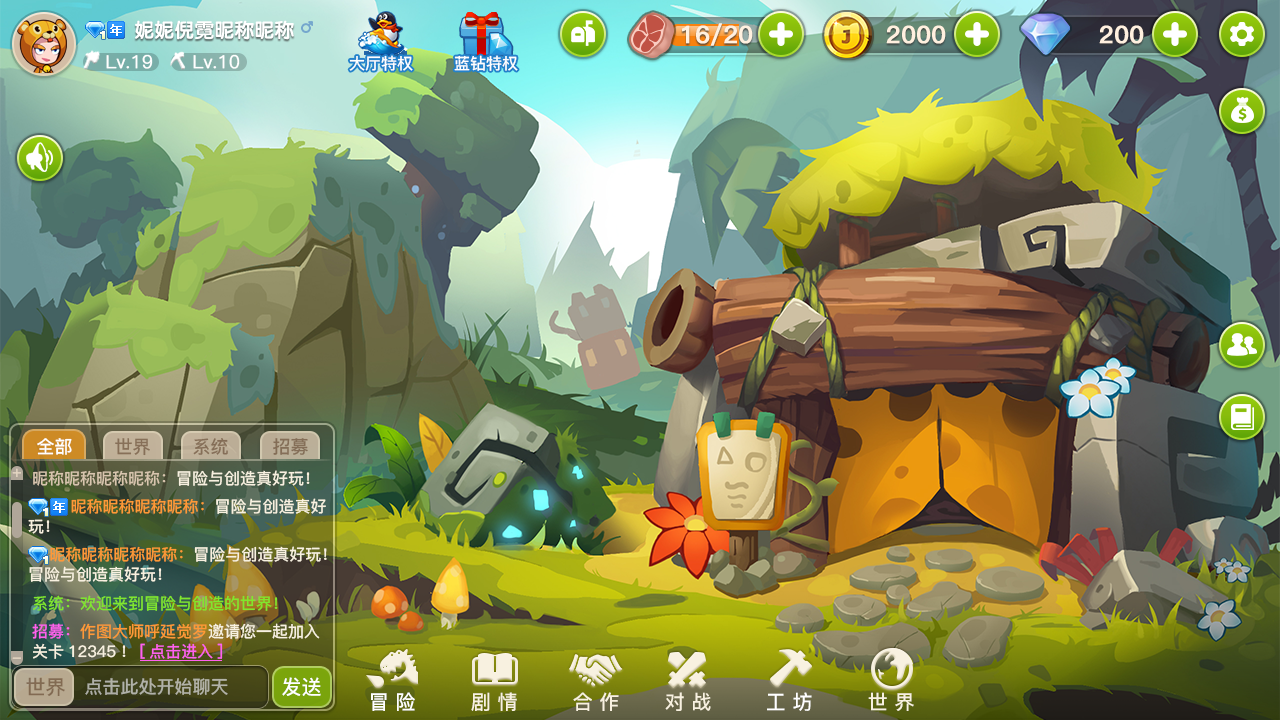 年 妮妮倪霓昵称昵称
Lv.19 Lv.10
大厅特权
蓝钻特权
16/20
2000
200
全部 世界 系统 招募
昵称昵称昵称昵称：冒险与创造真好玩！
年 昵称昵称昵称昵称：冒险与创造真好
玩！
昵称昵称昵称昵称：冒险与创造真好玩！
冒险与创造真好玩！
系统：欢迎来到冒险与创造的世界！
招募：作图大师呼延觉罗邀请您一起加入
关卡 12345！ [点击进入]
世界 点击此处开始聊天 发送
冒险 剧情 合作 对战 工坊 世界